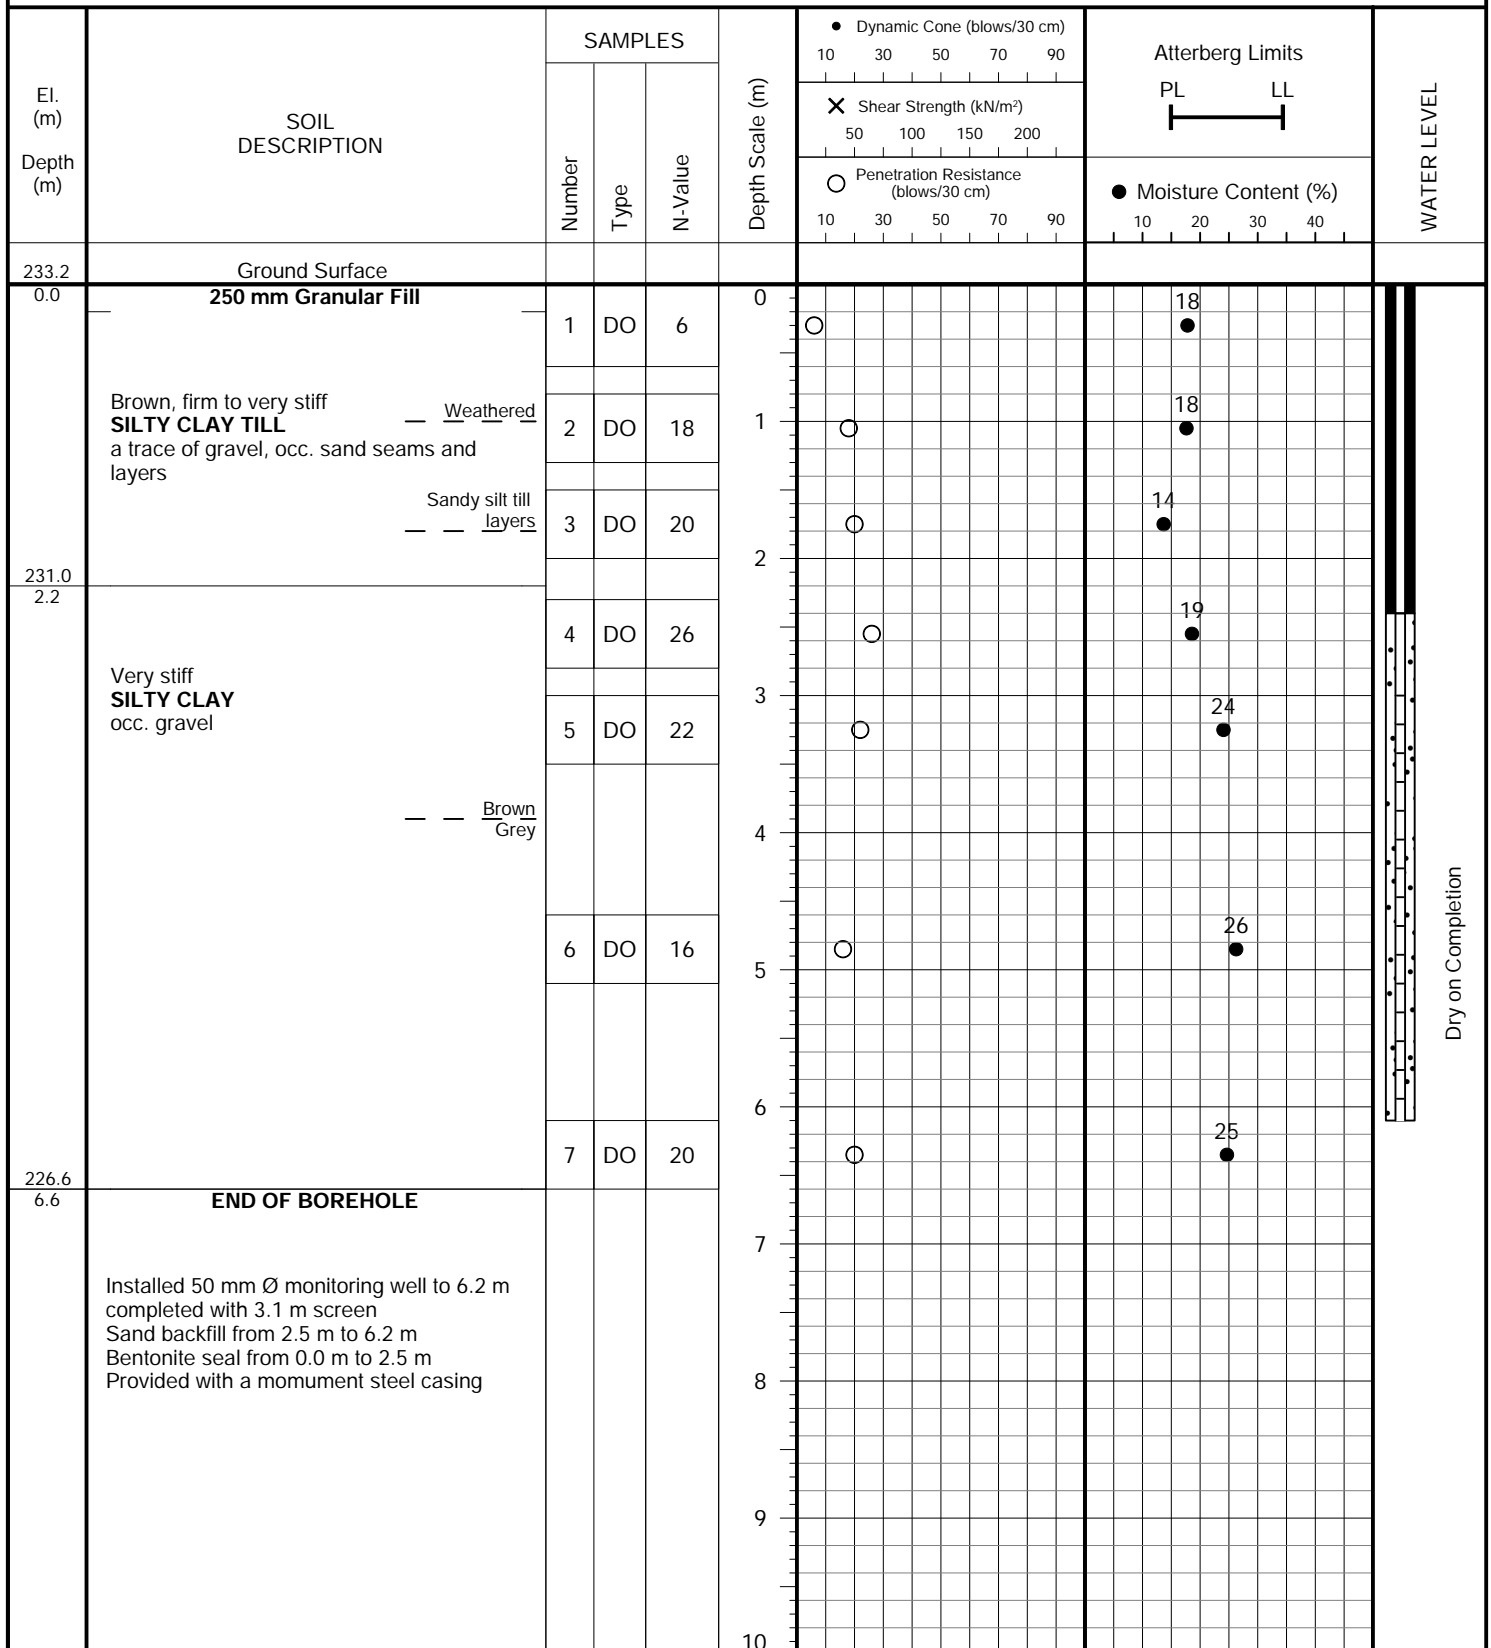 El.
(m)
Depth
(m)
SOIL
DESCRIPTION
SAMPLES
Number
Type
N-Value
Depth Scale (m)
Dynamic Cone (blows/30 cm)
10 30 50 70 90
Shear Strength (kN/m²)
50 100 150 200
Penetration Resistance
(blows/30 cm)
10 30 50 70 90
Atterberg Limits
PL LL
Moisture Content (%)
10 20 30 40
WATER LEVEL
233.2 Ground Surface
0.0 250 mm Granular Fill 0
18
1 DO 6
Brown, firm to very stiff
SILTY CLAY TILL
a trace of gravel, occ. sand seams and
layers
Weathered
18
1
2 DO 18
Sandy silt till
layers
14
3 DO 20
2
231.0
2.2
19
4 DO 26
Very stiff
SILTY CLAY
occ. gravel
3
24
5 DO 22
Brown
Grey
4
26
6 DO 16
5
Dry on Completion
6
25
7 DO 20
226.6
6.6 END OF BOREHOLE
7
Installed 50 mm Ø monitoring well to 6.2 m
completed with 3.1 m screen
Sand backfill from 2.5 m to 6.2 m
Bentonite seal from 0.0 m to 2.5 m
Provided with a momument steel casing
8
9
10